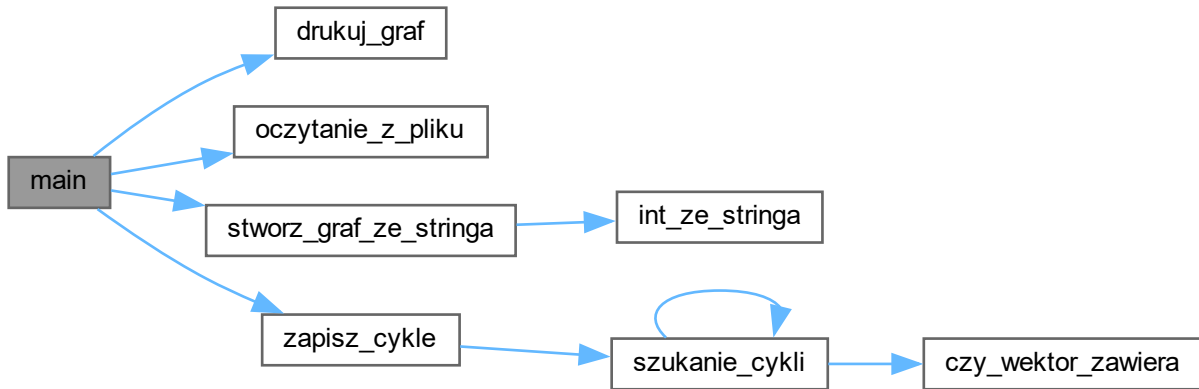 drukuj_graf
oczytanie_z_pliku
main
stworz_graf_ze_stringa
int_ze_stringa
zapisz_cykle
szukanie_cykli
czy_wektor_zawiera